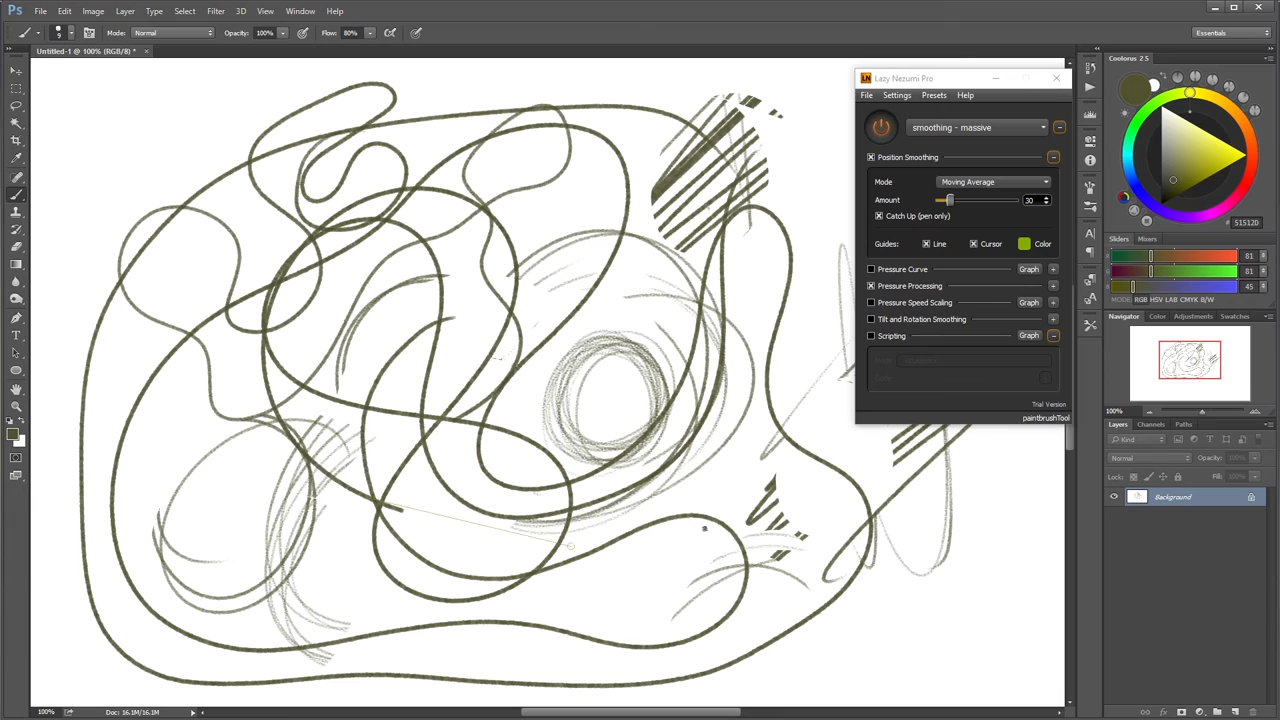 Ps File Edit Image Layer Type Select Filter 3D View Window Help
9 Mode: Normal Opacity: 100% Flow: 80% Essentials
Untitled-1 @ 100% (RGB/8) *
LN Lazy Nezumi Pro
File Settings Presets Help
smoothing - massive
Position Smoothing
Mode Moving Average
Amount 30
Catch Up (pen only)
Guides: Line Cursor Color
Pressure Curve Graph
Pressure Processing
Pressure Speed Scaling Graph
Tilt and Rotation Smoothing
Scripting Graph
Trial Version
paintbrushTool
Coolorus 2.5
51512D
Sliders Mixers
81
81
45
MODE: RGB HSV LAB CMYK B/W
Navigator Color Adjustments Swatches
100%
Layers Channels Paths
Kind
Normal Opacity: 100%
Lock: Fill: 100%
Background
100% Doc: 16.1M/16.1M